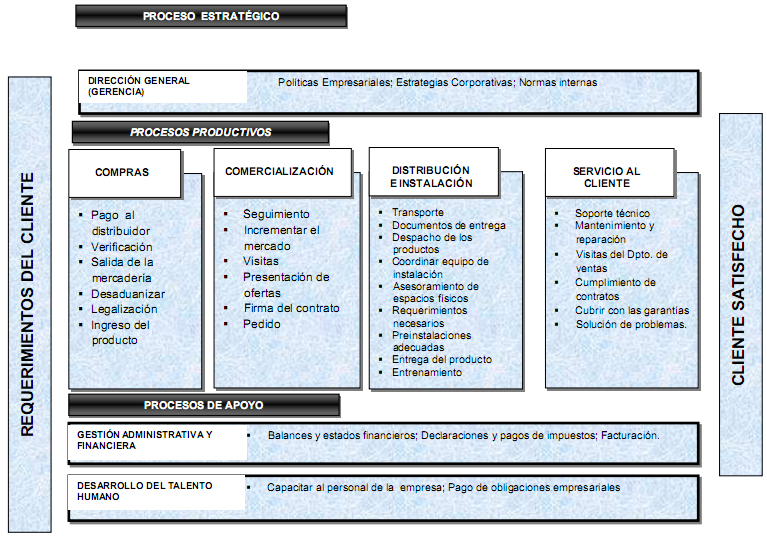 PROCESO ESTRATÉGICO
REQUERIMIENTOS DEL CLIENTE
DIRECCIÓN GENERAL
(GERENCIA)
Políticas Empresariales; Estrategias Corporativas; Normas internas
PROCESOS PRODUCTIVOS
COMPRAS
▪ Pago al
distribuidor
▪ Verificación
▪ Salida de la
mercadería
▪ Desaduanizar
▪ Legalización
▪ Ingreso del
producto
COMERCIALIZACIÓN
▪ Seguimiento
▪ Incrementar el
mercado
▪ Visitas
▪ Presentación de
ofertas
▪ Firma del contrato
▪ Pedido
DISTRIBUCIÓN
E INSTALACIÓN
▪ Transporte
▪ Documentos de entrega
▪ Despacho de los
productos
▪ Coordinar equipo de
instalación
▪ Asesoramiento de
espacios físicos
▪ Requerimientos
necesarios
▪ Preinstalaciones
adecuadas
▪ Entrega del producto
▪ Entrenamiento
SERVICIO AL
CLIENTE
▪ Soporte técnico
▪ Mantenimiento y
reparación
▪ Visitas del Dpto. de
ventas
▪ Cumplimiento de
contratos
▪ Cubrir con las garantías
▪ Solución de problemas.
PROCESOS DE APOYO
GESTIÓN ADMINISTRATIVA Y
FINANCIERA
▪ Balances y estados financieros; Declaraciones y pagos de impuestos; Facturación.
DESARROLLO DEL TALENTO
HUMANO
▪ Capacitar al personal de la empresa; Pago de obligaciones empresariales
CLIENTE SATISFECHO